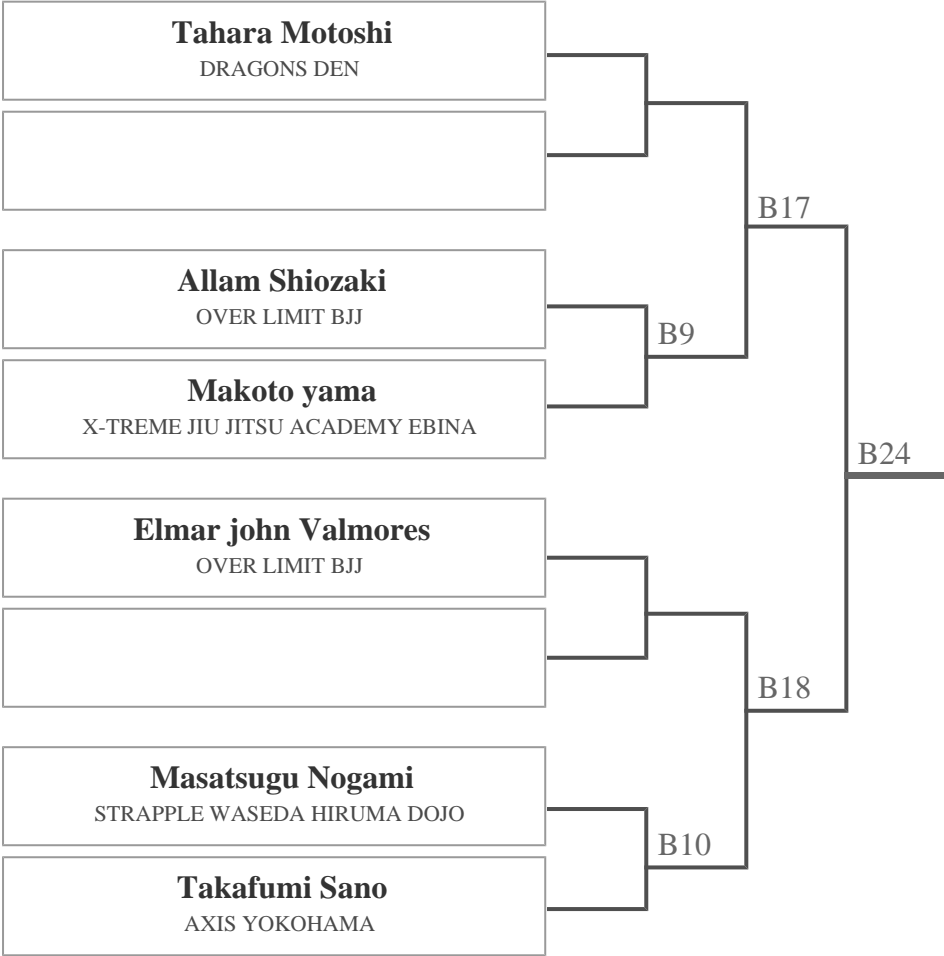 Tahara Motoshi
DRAGONS DEN
B17
Allam Shiozaki
OVER LIMIT BJJ
B9
Makoto yama
X-TREME JIU JITSU ACADEMY EBINA
B24
Elmar john Valmores
OVER LIMIT BJJ
B18
Masatsugu Nogami
STRAPPLE WASEDA HIRUMA DOJO
B10
Takafumi Sano
AXIS YOKOHAMA